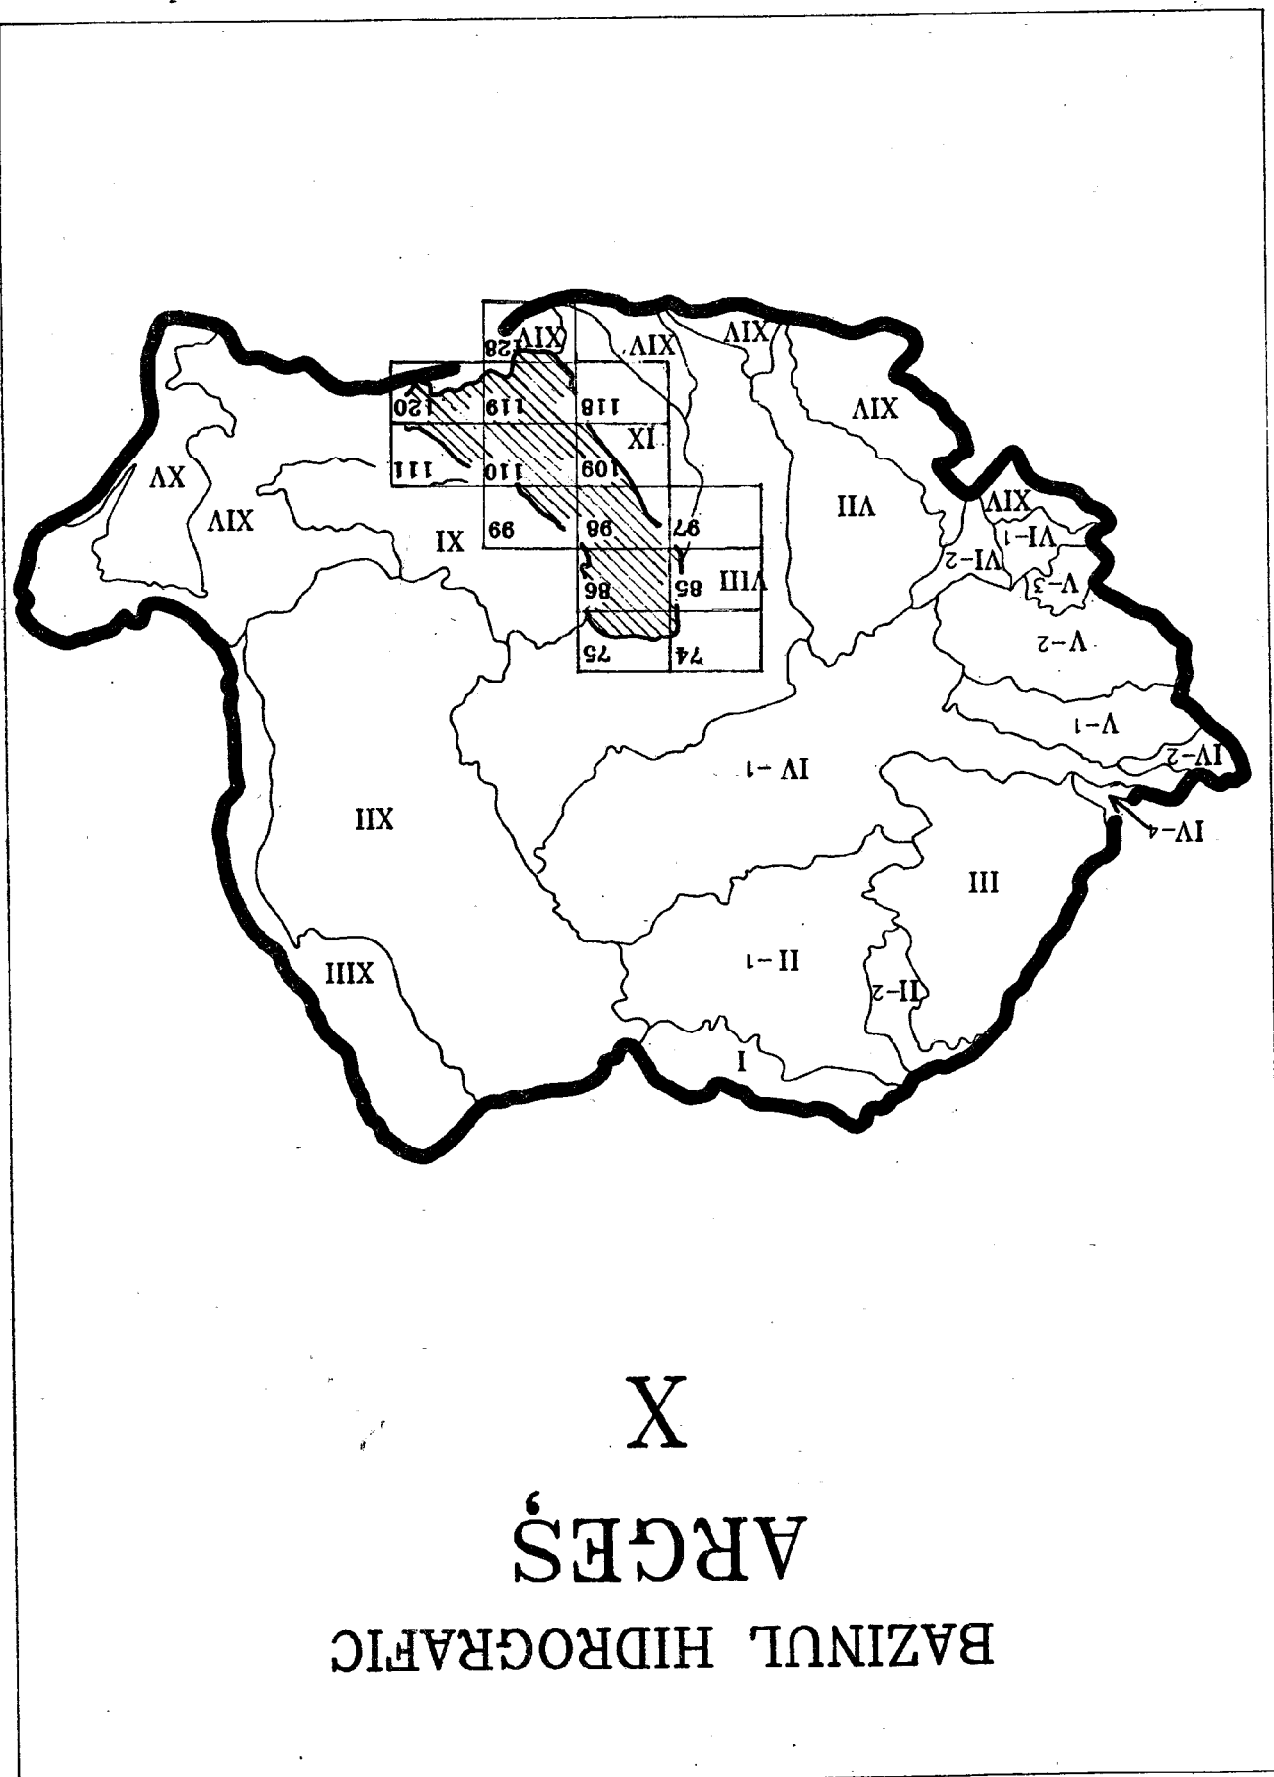 BAZINUL HIDROGRAFIC
ARGEȘ
X
I
II-2
II-1
XIII
III
IV-4
XII
IV-2
IV-1
V-1
V-2
74
75
V-3
VIII
85
86
VI-1
VI-2
XI
XIV
VII
97
98
99
XIV
109
110
111
XV
IX
XIV
118
119
120
XIV
XIV
XIV
128